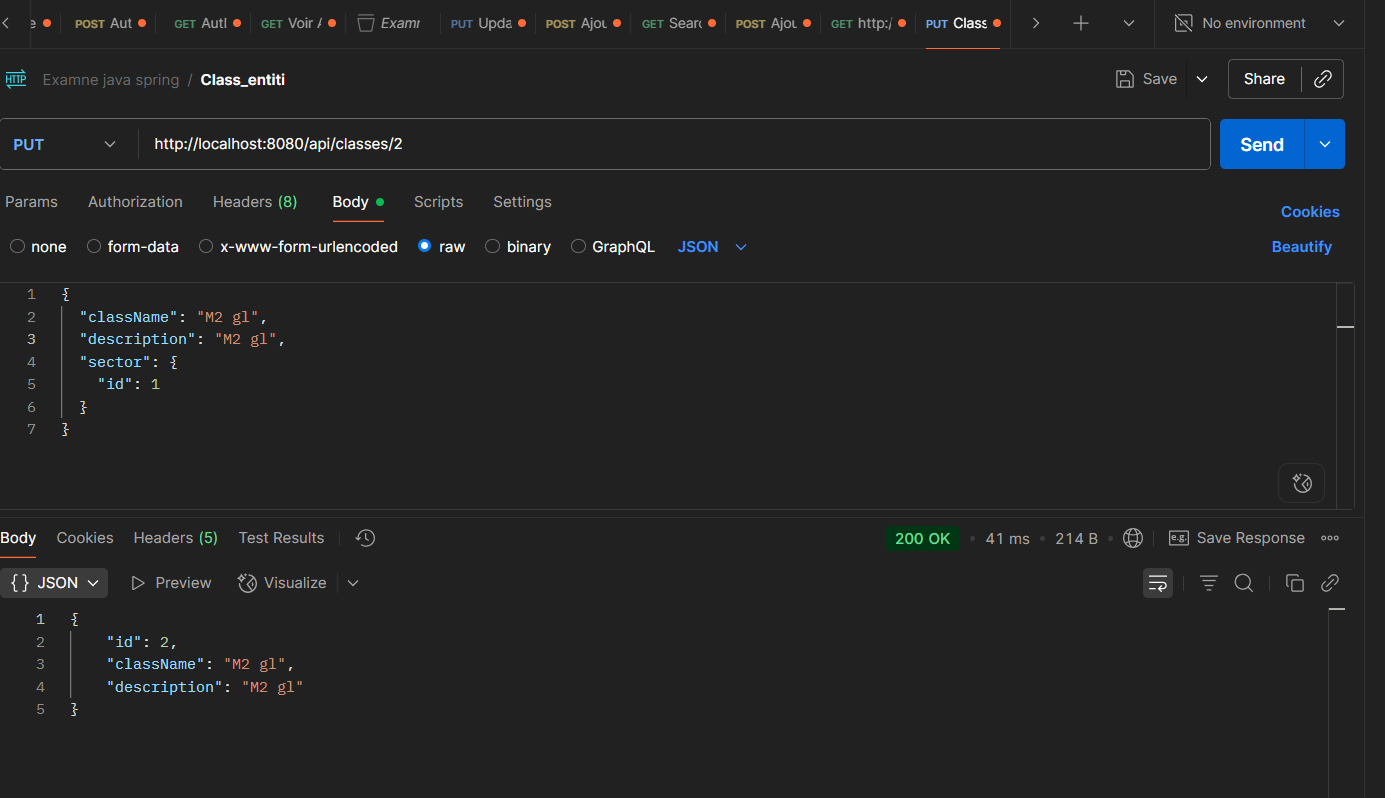 e POST Aut GET Autl GET Voir A Examr PUT Upda POST Ajou GET Searc POST Ajou GET http:/ PUT Class No environment
HTTP Examne java spring / Class_entiti Save Share
PUT http://localhost:8080/api/classes/2 Send
Params Authorization Headers (8) Body Scripts Settings Cookies
none form-data x-www-form-urlencoded raw binary GraphQL JSON Beautify
1 {
2 "className": "M2 gl",
3 "description": "M2 gl",
4 "sector": {
5 "id": 1
6 }
7 }
Body Cookies Headers (5) Test Results 200 OK • 41 ms • 214 B • e.g. Save Response
{} JSON Preview Visualize
1 {
2 "id": 2,
3 "className": "M2 gl",
4 "description": "M2 gl"
5 }